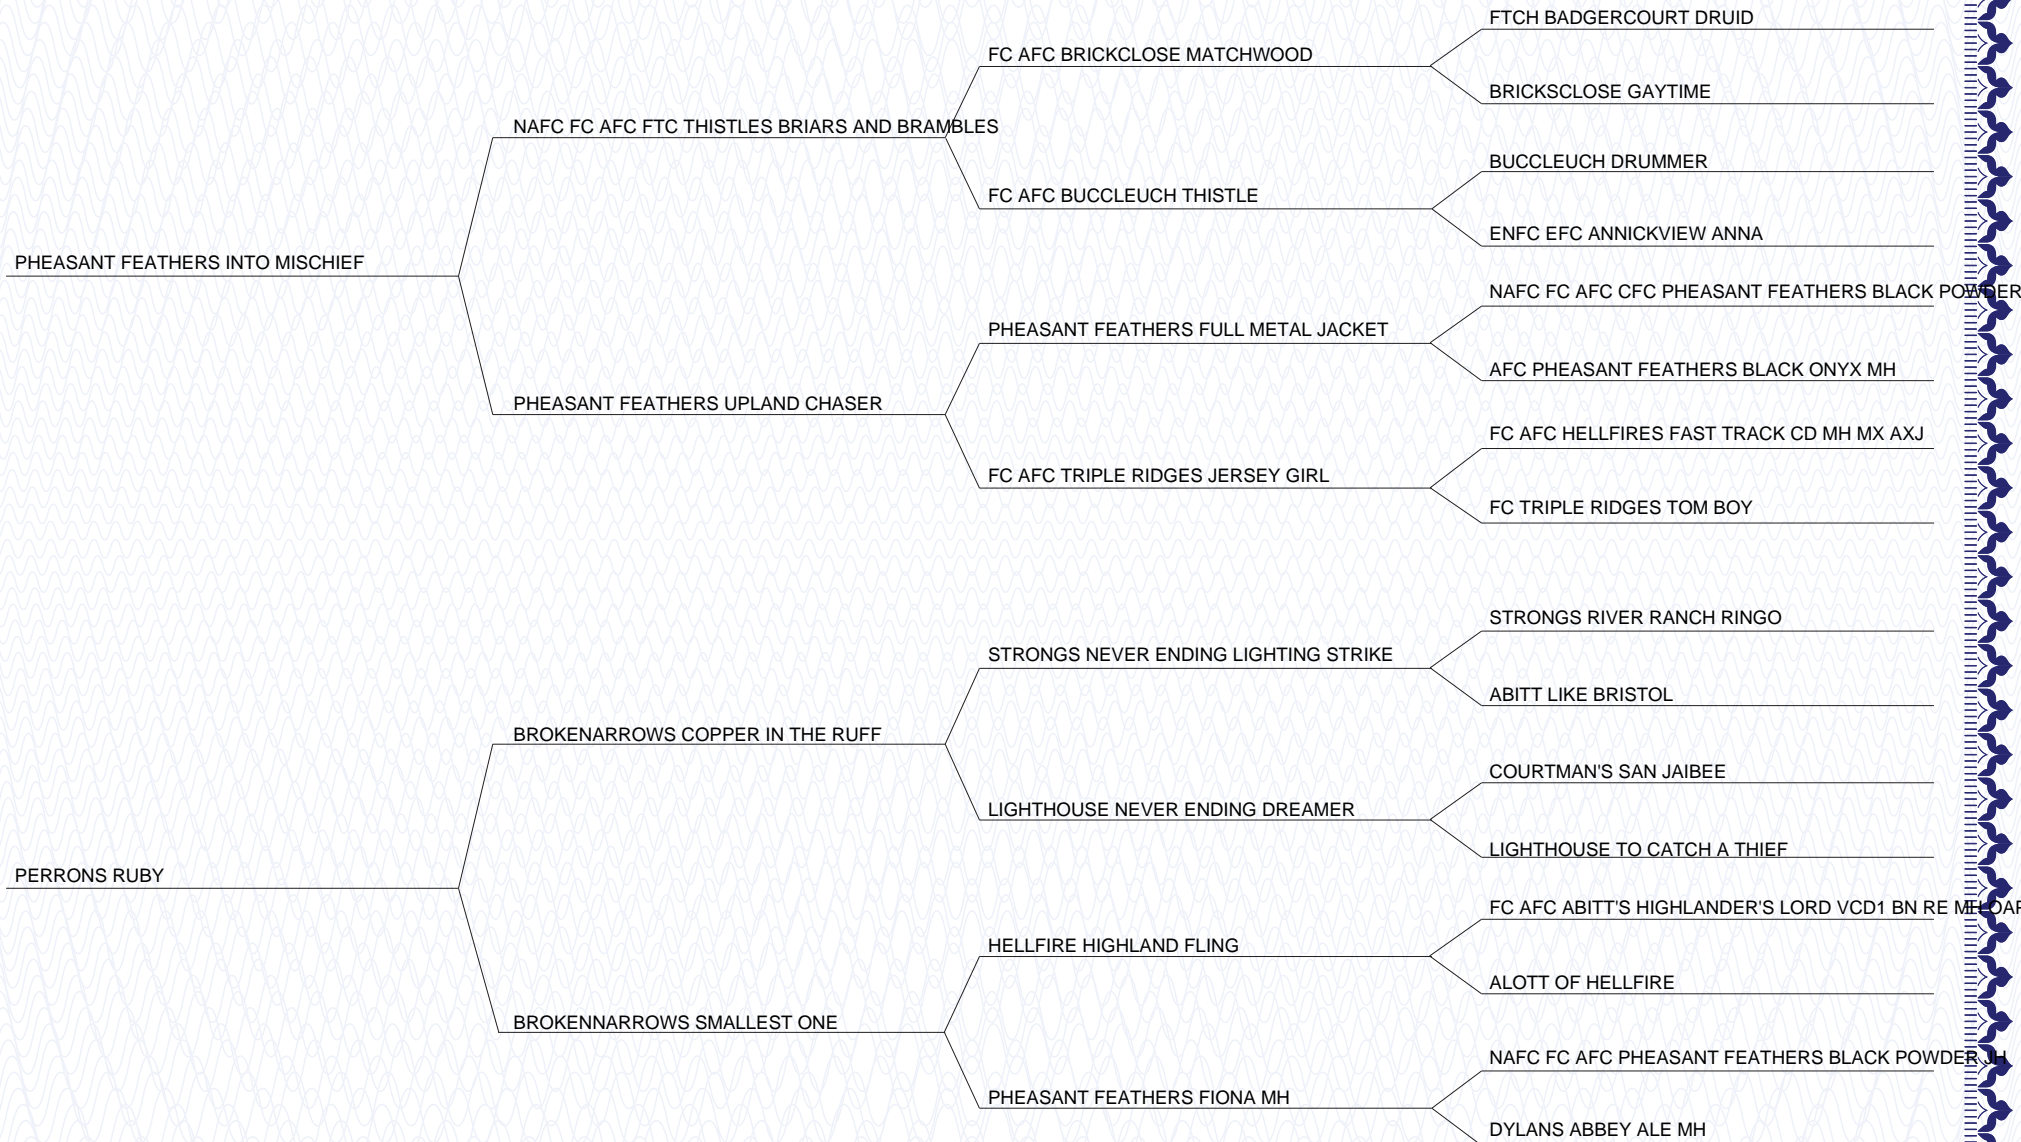 FTCH BADGERCOURT DRUID
FC AFC BRICKCLOSE MATCHWOOD
BRICKSCLOSE GAYTIME
NAFC FC AFC FTC THISTLES BRIARS AND BRAMBLES
BUCCLEUCH DRUMMER
FC AFC BUCCLEUCH THISTLE
ENFC EFC ANNICKVIEW ANNA
PHEASANT FEATHERS INTO MISCHIEF
NAFC FC AFC CFC PHEASANT FEATHERS BLACK POWDER
PHEASANT FEATHERS FULL METAL JACKET
AFC PHEASANT FEATHERS BLACK ONYX MH
PHEASANT FEATHERS UPLAND CHASER
FC AFC HELLFIRES FAST TRACK CD MH MX AXJ
FC AFC TRIPLE RIDGES JERSEY GIRL
FC TRIPLE RIDGES TOM BOY
STRONGS RIVER RANCH RINGO
STRONGS NEVER ENDING LIGHTING STRIKE
ABITT LIKE BRISTOL
BROKENARROWS COPPER IN THE RUFF
COURTMAN'S SAN JAIBEE
LIGHTHOUSE NEVER ENDING DREAMER
LIGHTHOUSE TO CATCH A THIEF
PERRONS RUBY
FC AFC ABITT'S HIGHLANDER'S LORD VCD1 BN RE MH
HELLFIRE HIGHLAND FLING
ALOTT OF HELLFIRE
BROKENNARROWS SMALLEST ONE
NAFC FC AFC PHEASANT FEATHERS BLACK POWDER JH
PHEASANT FEATHERS FIONA MH
DYLANS ABBEY ALE MH